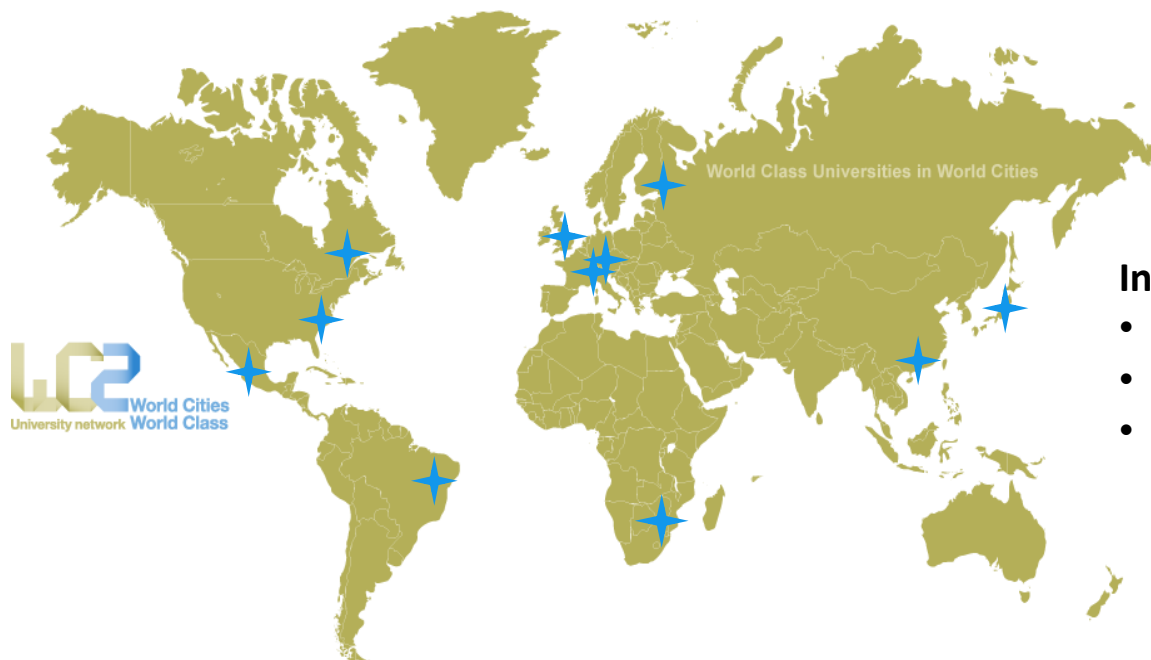 World Class Universities in World Cities
In
•
•
•
WC2
World Cities
University network World Class